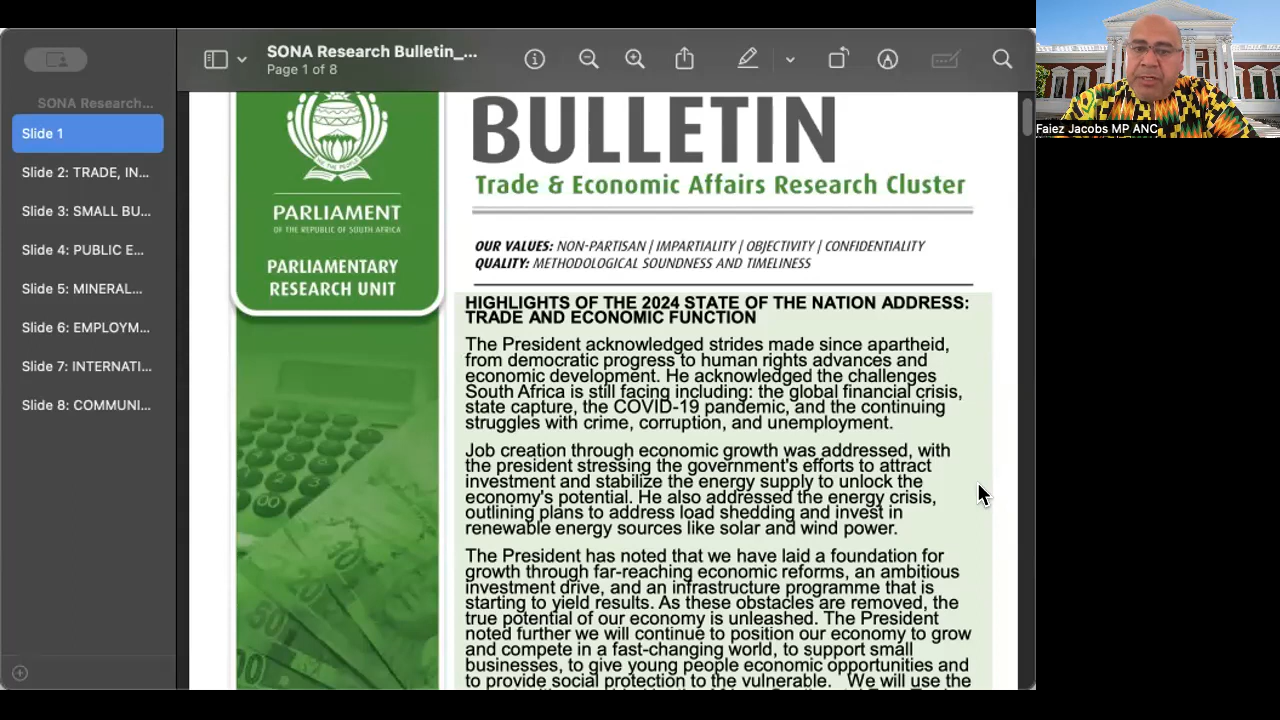 SONA Research Bulletin_...
Page 1 of 8
SONA Research...
Slide 1
Slide 2: TRADE, IN...
Slide 3: SMALL BU...
Slide 4: PUBLIC E...
Slide 5: MINERAL...
Slide 6: EMPLOYM...
Slide 7: INTERNATI...
Slide 8: COMMUNI...
PARLIAMENT
OF THE REPUBLIC OF SOUTH AFRICA
PARLIAMENTARY
RESEARCH UNIT
BULLETIN
Trade & Economic Affairs Research Cluster
OUR VALUES: NON-PARTISAN | IMPARTIALITY | OBJECTIVITY | CONFIDENTIALITY
QUALITY: METHODOLOGICAL SOUNDNESS AND TIMELINESS
HIGHLIGHTS OF THE 2024 STATE OF THE NATION ADDRESS:
TRADE AND ECONOMIC FUNCTION
The President acknowledged strides made since apartheid,
from democratic progress to human rights advances and
economic development. He acknowledged the challenges
South Africa is still facing including: the global financial crisis,
state capture, the COVID-19 pandemic, and the continuing
struggles with crime, corruption, and unemployment.
Job creation through economic growth was addressed, with
the president stressing the government's efforts to attract
investment and stabilize the energy supply to unlock the
economy's potential. He also addressed the energy crisis,
outlining plans to address load shedding and invest in
renewable energy sources like solar and wind power.
The President has noted that we have laid a foundation for
growth through far-reaching economic reforms, an ambitious
investment drive, and an infrastructure programme that is
starting to yield results. As these obstacles are removed, the
true potential of our economy is unleashed. The President
noted further we will continue to position our economy to grow
and compete in a fast-changing world, to support small
businesses, to give young people economic opportunities and
to provide social protection to the vulnerable. We will use the
Faiez Jacobs MP ANC